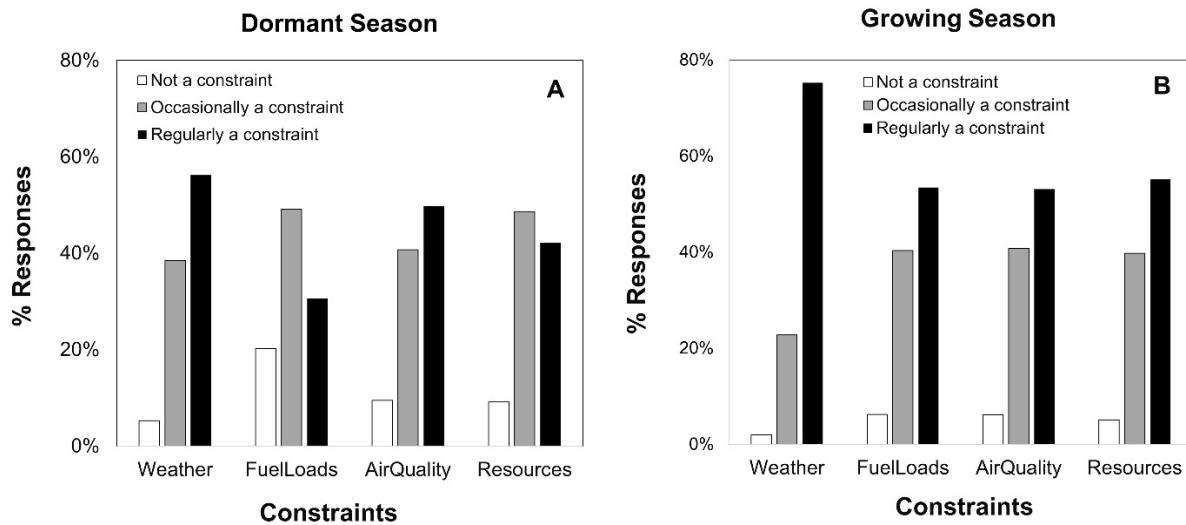 Dormant Season
80%
60%
40%
20%
0%
% Responses
Not a constraint
Occasionally a constraint
Regularly a constraint
A
Weather FuelLoads AirQuality Resources
Constraints
Growing Season
80%
60%
40%
20%
0%
% Responses
Not a constraint
Occasionally a constraint
Regularly a constraint
B
Weather FuelLoads AirQuality Resources
Constraints